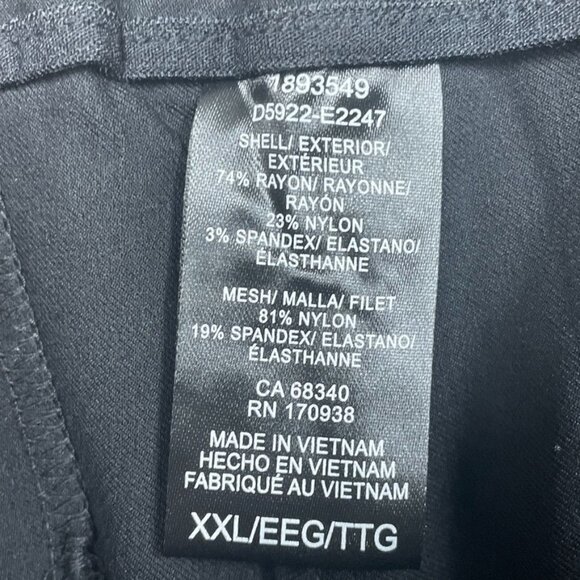 1893549
D5922-E2247
SHELL/ EXTERIOR/
EXTÉRIEUR
74% RAYON/ RAYONNE/
RAYÓN
23% NYLON
3% SPANDEX/ ELASTANO/
ÉLASTHANNE
MESH/ MALLA/ FILET
81% NYLON
19% SPANDEX/ ELASTANO/
ÉLASTHANNE
CA 68340
RN 170938
MADE IN VIETNAM
HECHO EN VIETNAM
FABRIQUÉ AU VIETNAM
XXL/EEG/TTG